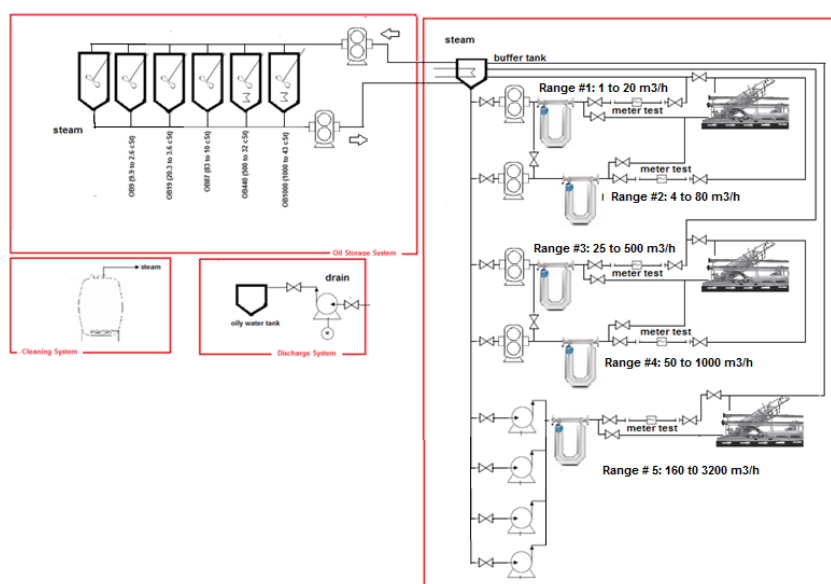 steam
buffer tank
Range #1: 1 to 20 m3/h
meter test
steam
OB9 (9.9 to 2.6 cSt)
OB19 (20.3 to 3.6 cSt)
OB87 (83 to 10 cSt)
OB440 (500 to 32 cSt)
OB1000 (1000 to 43 cSt)
Range #2: 4 to 80 m3/h
meter test
Oil Storage System
Range #3: 25 to 500 m3/h
meter test
steam
drain
oily water tank
Cleaning System
Discharge System
meter test
Range #4: 50 to 1000 m3/h
meter test
Range # 5: 160 t0 3200 m3/h